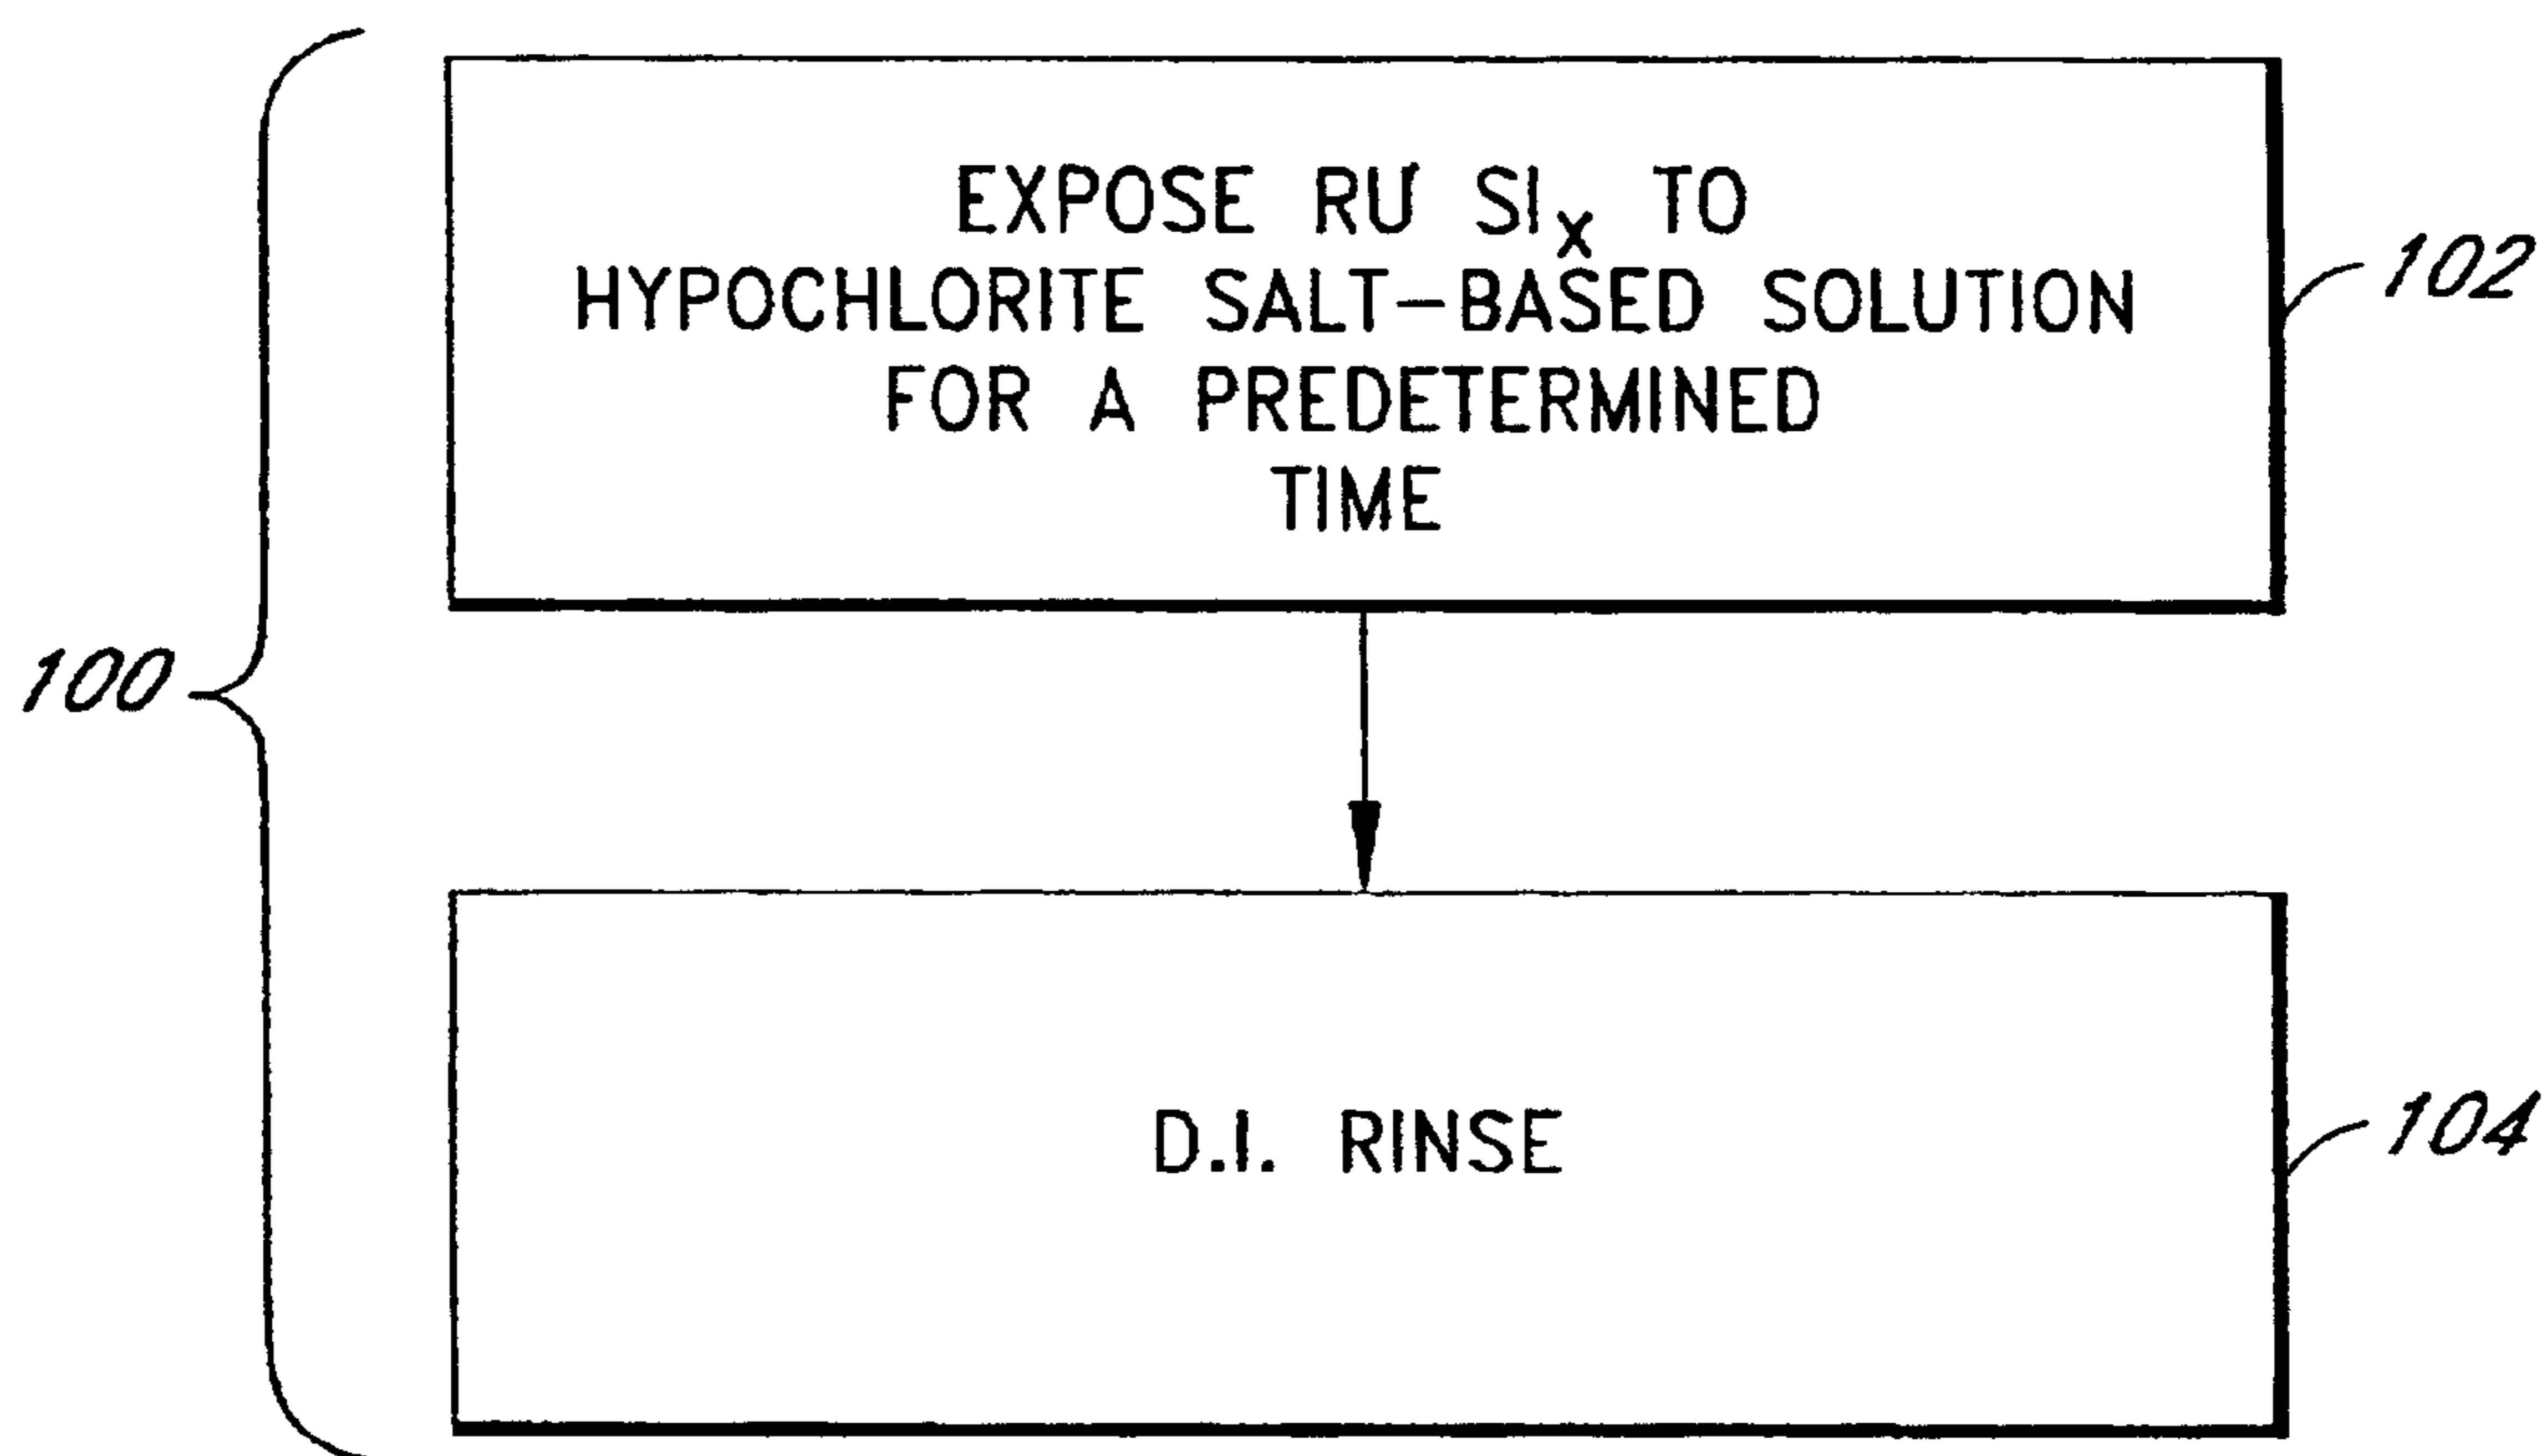 100
EXPOSE RU SIx TO
HYPOCHLORITE SALT-BASED SOLUTION
FOR A PREDETERMINED
TIME
102
D.I. RINSE
104